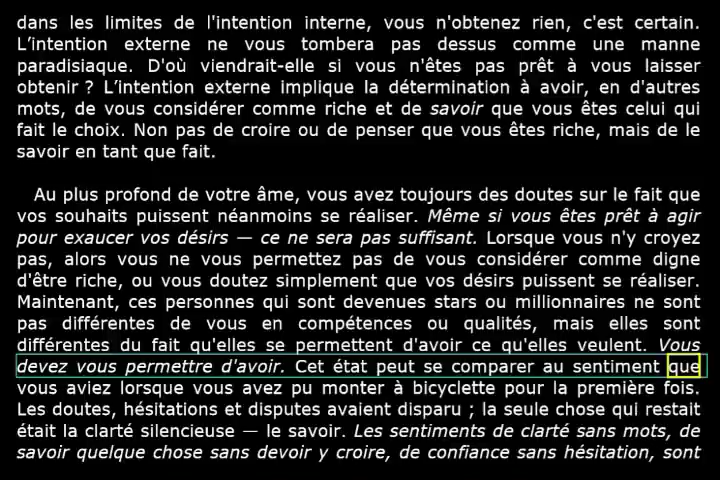 dans les limites de l'intention interne, vous n'obtenez rien, c'est certain.
L’intention externe ne vous tombera pas dessus comme une manne
paradisiaque. D'où viendrait-elle si vous n'êtes pas prêt à vous laisser
obtenir ? L’intention externe implique la détermination à avoir, en d'autres
mots, de vous considérer comme riche et de savoir que vous êtes celui qui
fait le choix. Non pas de croire ou de penser que vous êtes riche, mais de le
savoir en tant que fait.
Au plus profond de votre âme, vous avez toujours des doutes sur le fait que
vos souhaits puissent néanmoins se réaliser. Même si vous êtes prêt à agir
pour exaucer vos désirs — ce ne sera pas suffisant. Lorsque vous n'y croyez
pas, alors vous ne vous permettez pas de vous considérer comme digne
d'être riche, ou vous doutez simplement que vos désirs puissent se réaliser.
Maintenant, ces personnes qui sont devenues stars ou millionnaires ne sont
pas différentes de vous en compétences ou qualités, mais elles sont
différentes du fait qu'elles se permettent d'avoir ce qu'elles veulent. Vous
devez vous permettre d'avoir. Cet état peut se comparer au sentiment que
vous aviez lorsque vous avez pu monter à bicyclette pour la première fois.
Les doutes, hésitations et disputes avaient disparu ; la seule chose qui restait
était la clarté silencieuse — le savoir. Les sentiments de clarté sans mots, de
savoir quelque chose sans devoir y croire, de confiance sans hésitation, sont